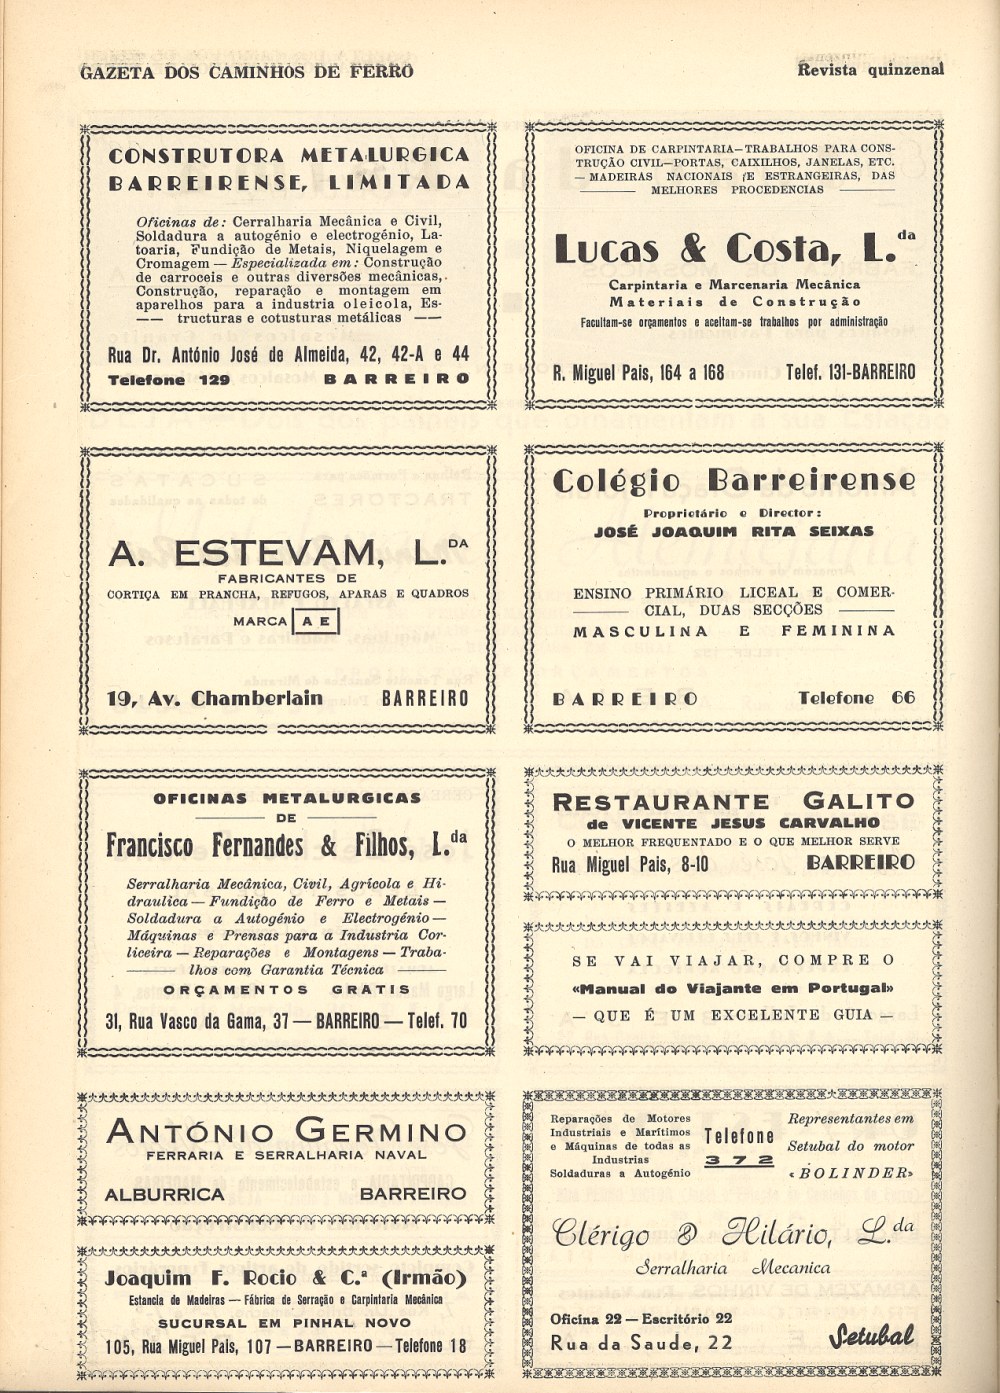 GAZETA DOS CAMINHOS DE FERRO
Revista quinzenal
CONSTRUTORA METALURGICA
BARREIRENSE, LIMITADA
Oficinas de: Cerralharia Mecânica e Civil,
Soldadura a autogénio e electrogénio, La-
toaria, Fundição de Metais, Niquelagem e
Cromagem — Especializada em: Construção
de carroceis e outras diversões mecânicas,
Construção, reparação e montagem em
aparelhos para a industria oleicola, Es-
—— tructuras e cotusturas metálicas ——
Rua Dr. António José de Almeida, 42, 42-A e 44
Telefone 129 BARREIRO
OFICINA DE CARPINTARIA—TRABALHOS PARA CONS-
TRUÇÃO CIVIL—PORTAS, CAIXILHOS, JANELAS, ETC.
— MADEIRAS NACIONAIS E ESTRANGEIRAS, DAS
—— MELHORES PROCEDENCIAS ——
Lucas & Costa, L.da
Carpintaria e Marcenaria Mecânica
Materiais de Construção
Facultam-se orçamentos e aceitam-se trabalhos por administração
R. Miguel Pais, 164 a 168 Telef. 131-BARREIRO
A. ESTEVAM, L.DA
FABRICANTES DE
CORTIÇA EM PRANCHA, REFUGOS, APARAS E QUADROS
MARCA A E
19, Av. Chamberlain BARREIRO
Colégio Barreirense
Proprietário e Director:
JOSÉ JOAQUIM RITA SEIXAS
ENSINO PRIMÁRIO LICEAL E COMER-
—— CIAL, DUAS SECÇÕES ——
MASCULINA E FEMININA
BARREIRO Telefone 66
OFICINAS METALURGICAS
—— DE ——
Francisco Fernandes & Filhos, L.da
Serralharia Mecânica, Civil, Agrícola e Hi-
draulica — Fundição de Ferro e Metais —
Soldadura a Autogénio e Electrogénio —
Máquinas e Prensas para a Industria Cor-
liceira — Reparações e Montagens — Traba-
—— lhos com Garantia Técnica ——
ORÇAMENTOS GRATIS
31, Rua Vasco da Gama, 37 — BARREIRO — Telef. 70
RESTAURANTE GALITO
de VICENTE JESUS CARVALHO
O MELHOR FREQUENTADO E O QUE MELHOR SERVE
Rua Miguel Pais, 8-10 BARREIRO
SE VAI VIAJAR, COMPRE O
«Manual do Viajante em Portugal»
— QUE É UM EXCELENTE GUIA —
ANTÓNIO GERMINO
FERRARIA E SERRALHARIA NAVAL
ALBURRICA BARREIRO
Joaquim F. Rocio & C.ª (Irmão)
Estancia de Madeiras — Fábrica de Serração e Carpintaria Mecânica
SUCURSAL EM PINHAL NOVO
105, Rua Miguel Pais, 107 — BARREIRO — Telefone 18
Reparações de Motores
Industriais e Marítimos
e Máquinas de todas as
Industrias
Soldaduras a Autogénio
Telefone
372
Representantes em
Setubal do motor
«BOLINDER»
Clérigo & Hilário, L.da
Serralharia Mecanica
Oficina 22 — Escritório 22
Rua da Saude, 22 Setubal